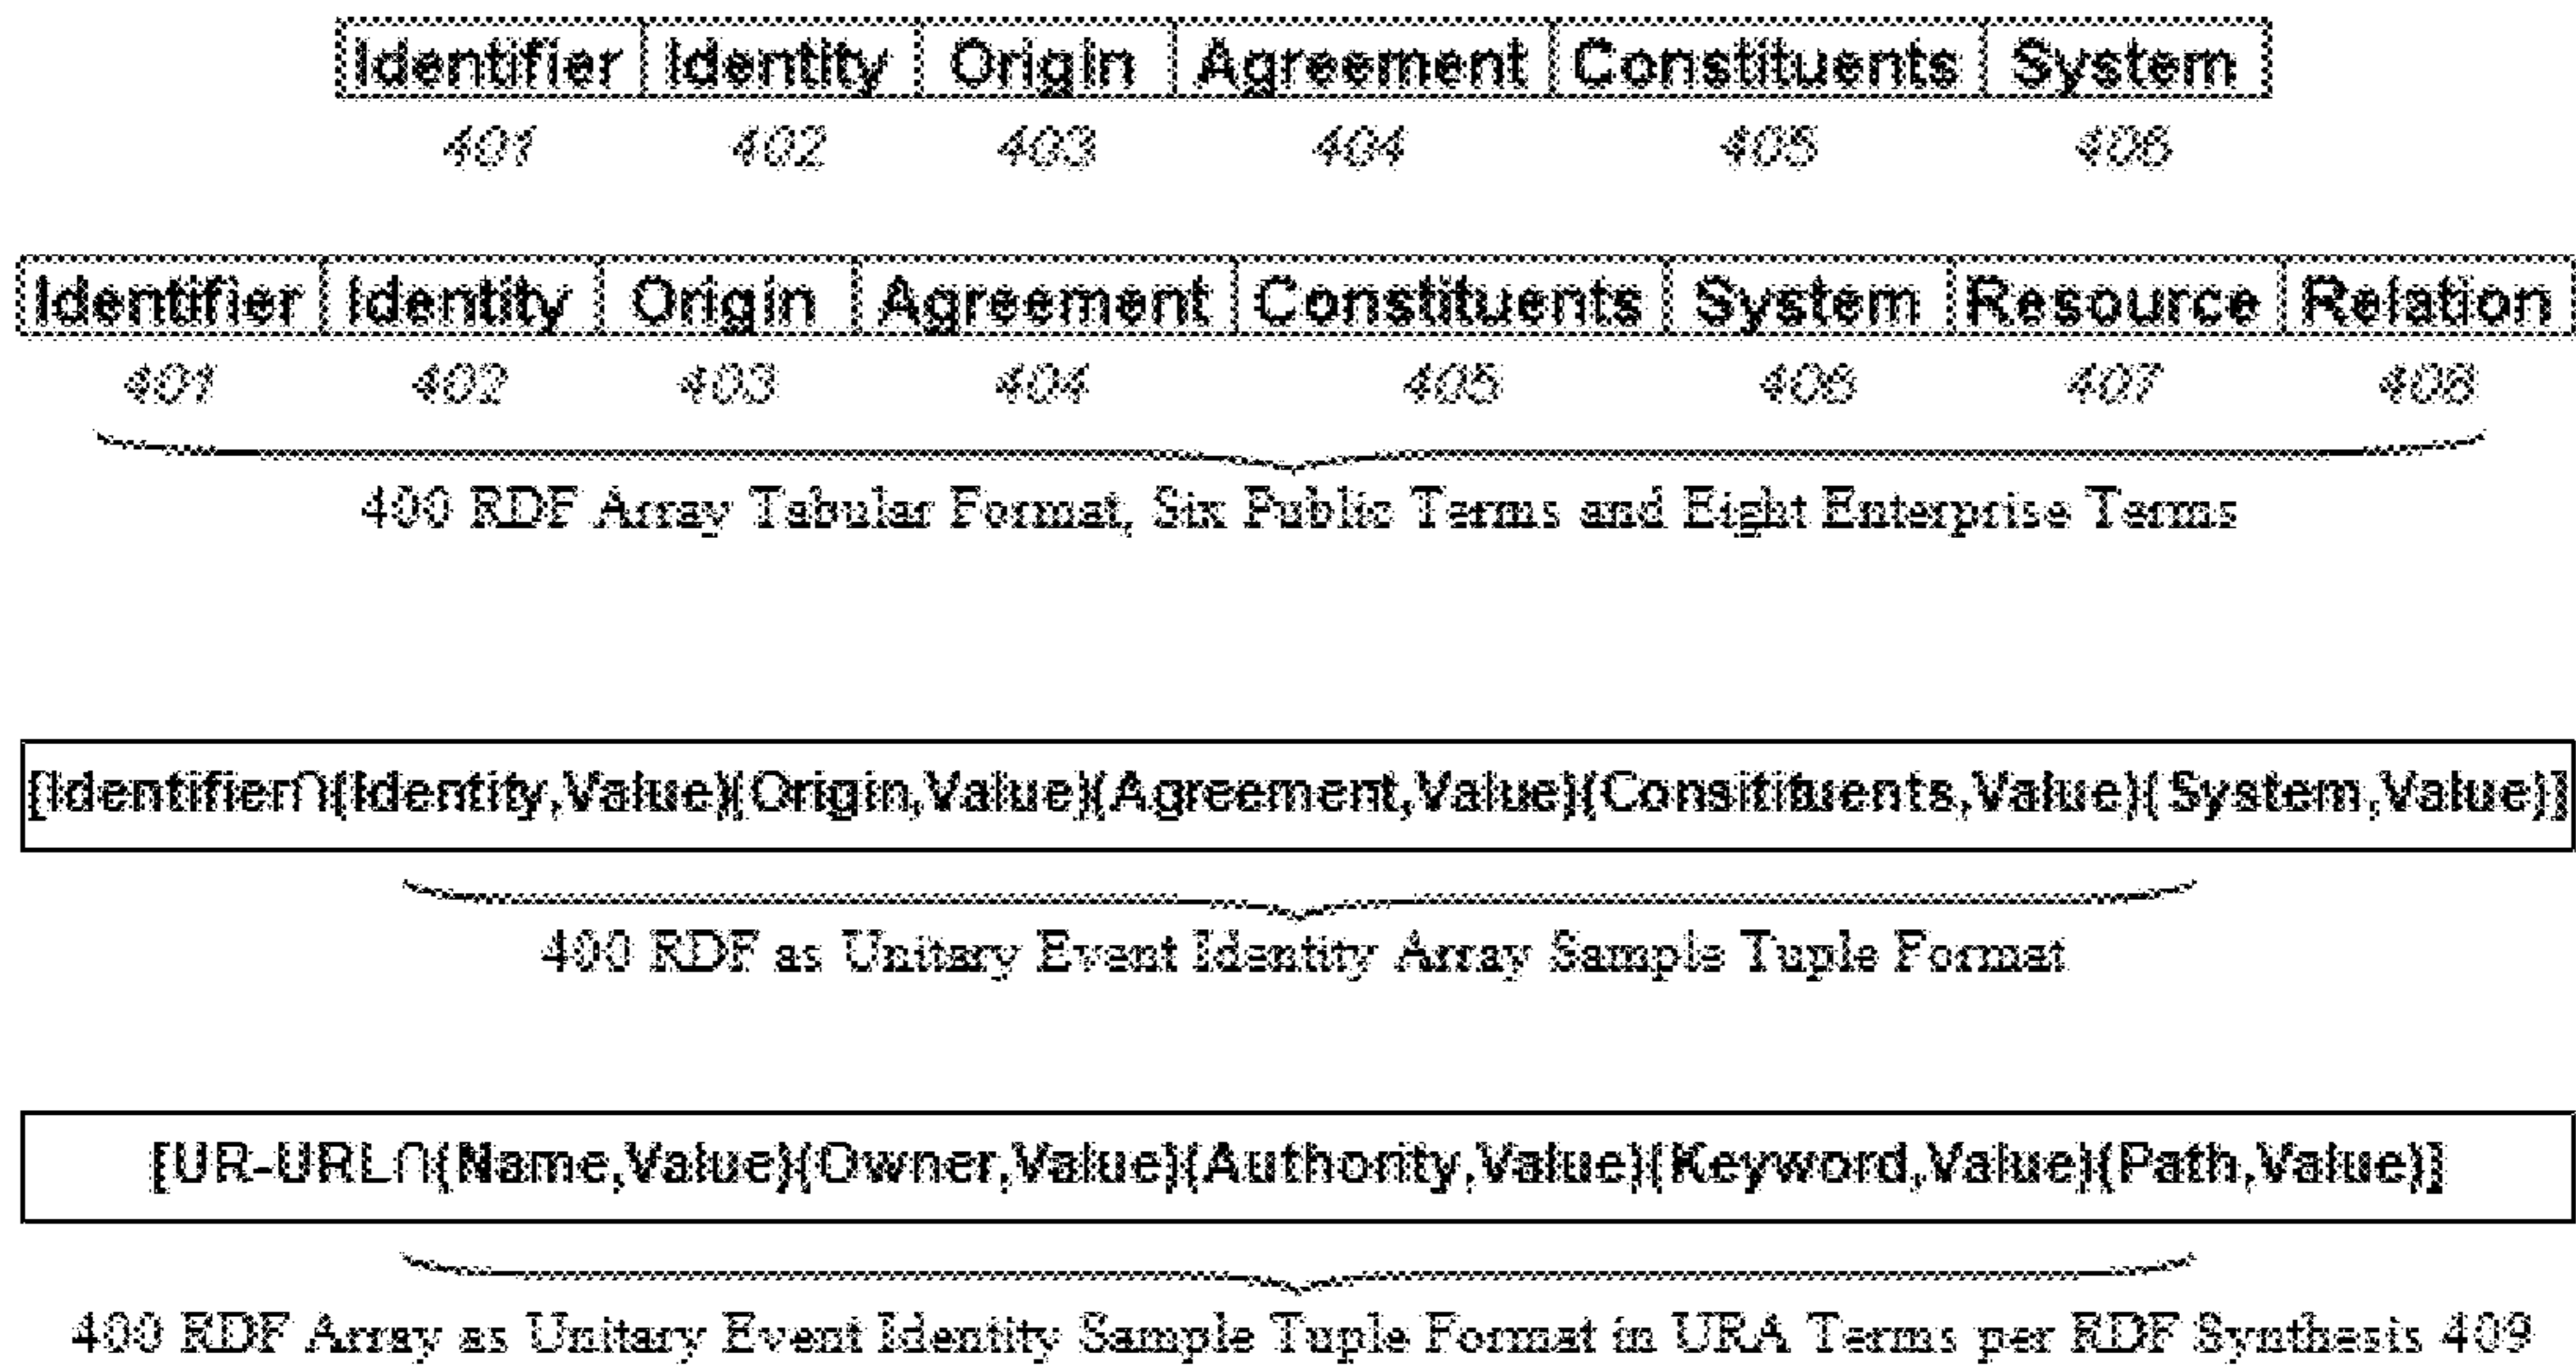 Identifier Identity Origin Agreement Constituents System
401 402 403 404 405 406
Identifier Identity Origin Agreement Constituents System Resource Relation
401 402 403 404 405 406 407 408
400 RDF Array Tabular Format, Six Public Terms and Eight Enterprise Terms
[Identifier∩(Identity,Value)(Origin,Value)(Agreement,Value)(Consitituents,Value)(System,Value)]
400 RDF as Unitary Event Identity Array Sample Tuple Format
[UR-URL∩(Name,Value)(Owner,Value)(Authority,Value)(Keyword,Value)(Path,Value)]
400 RDF Array as Unitary Event Identity Sample Tuple Format in URA Terms per RDF Synthesis 409